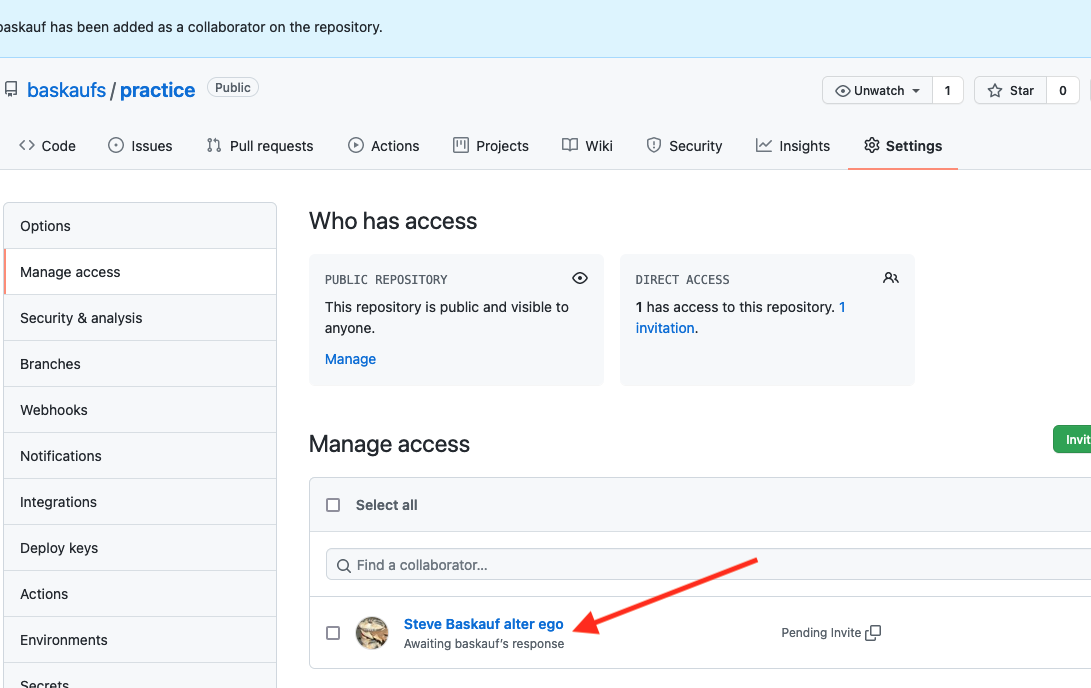 baskauf has been added as a collaborator on the repository.
baskaufs / practice Public
Unwatch 1 Star 0
Code Issues Pull requests Actions Projects Wiki Security Insights Settings
Options
Manage access
Security & analysis
Branches
Webhooks
Notifications
Integrations
Deploy keys
Actions
Environments
Secrets
Who has access
PUBLIC REPOSITORY
This repository is public and visible to
anyone.
Manage
DIRECT ACCESS
1 has access to this repository. 1
invitation.
Manage access
Invit
Select all
Find a collaborator...
Steve Baskauf alter ego
Awaiting baskauf's response
Pending Invite